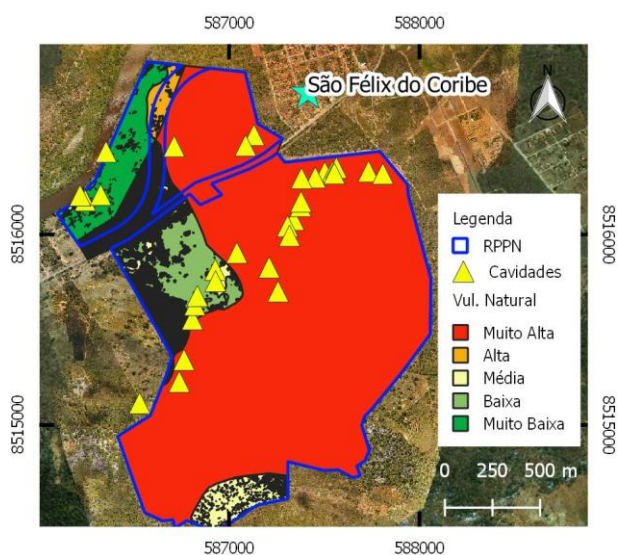 587000 588000
São Félix do Coribe
N
8516000 8516000
8515000 8515000
Legenda
RPPN
Cavidades
Vul. Natural
Muito Alta
Alta
Média
Baixa
Muito Baixa
0 250 500 m
587000 588000